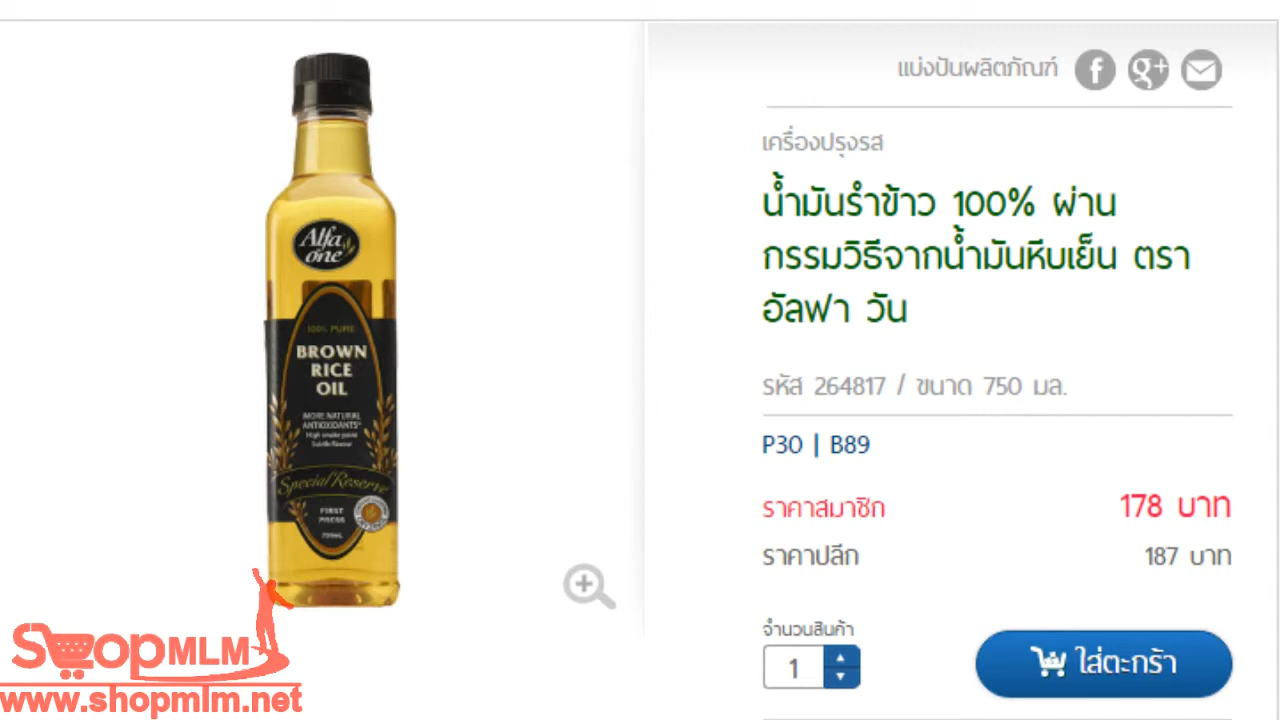 แบ่งปันผลิตภัณฑ์
f
g+
เครื่องปรุงรส
น้ำมันรำข้าว 100% ผ่าน
กรรมวิธีจากน้ำมันหีบเย็น ตรา
อัลฟา วัน
รหัส 264817 / ขนาด 750 มล.
P30 | B89
ราคาสมาชิก 178 บาท
ราคาปลีก 187 บาท
จำนวนสินค้า
1
ใส่ตะกร้า
Alfa
one
100% PURE
BROWN
RICE
OIL
MORE NATURAL
ANTIOXIDANTS*
High smoke point
Subtle flavour
Special Reserve
FIRST
PRESS
750mL
ShopMLM
www.shopmlm.net